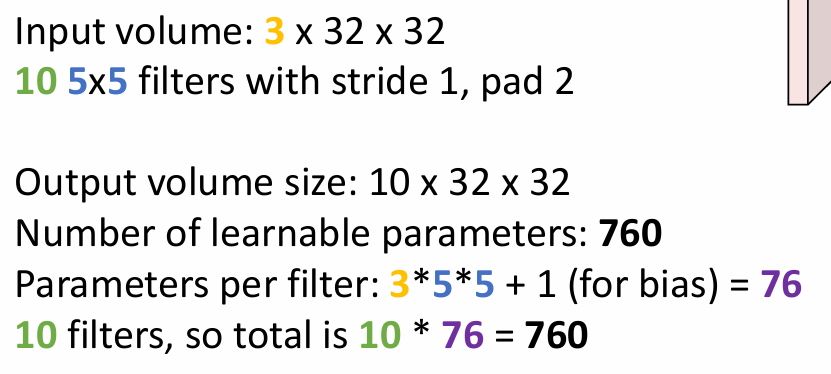 Input volume: 3 x 32 x 32
10 5x5 filters with stride 1, pad 2
Output volume size: 10 x 32 x 32
Number of learnable parameters: 760
Parameters per filter: 3*5*5 + 1 (for bias) = 76
10 filters, so total is 10 * 76 = 760